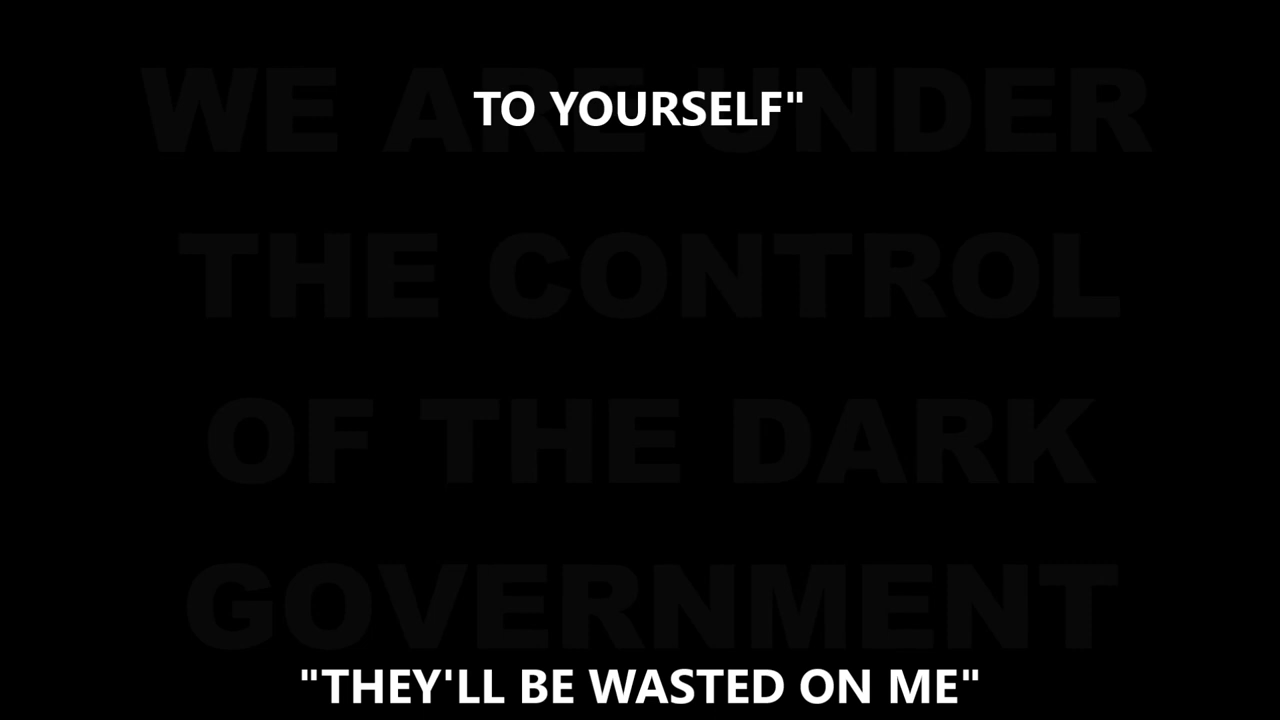 WE ARE UNDER
TO YOURSELF"
THE CONTROL
OF THE DARK
GOVERNMENT
"THEY'LL BE WASTED ON ME"